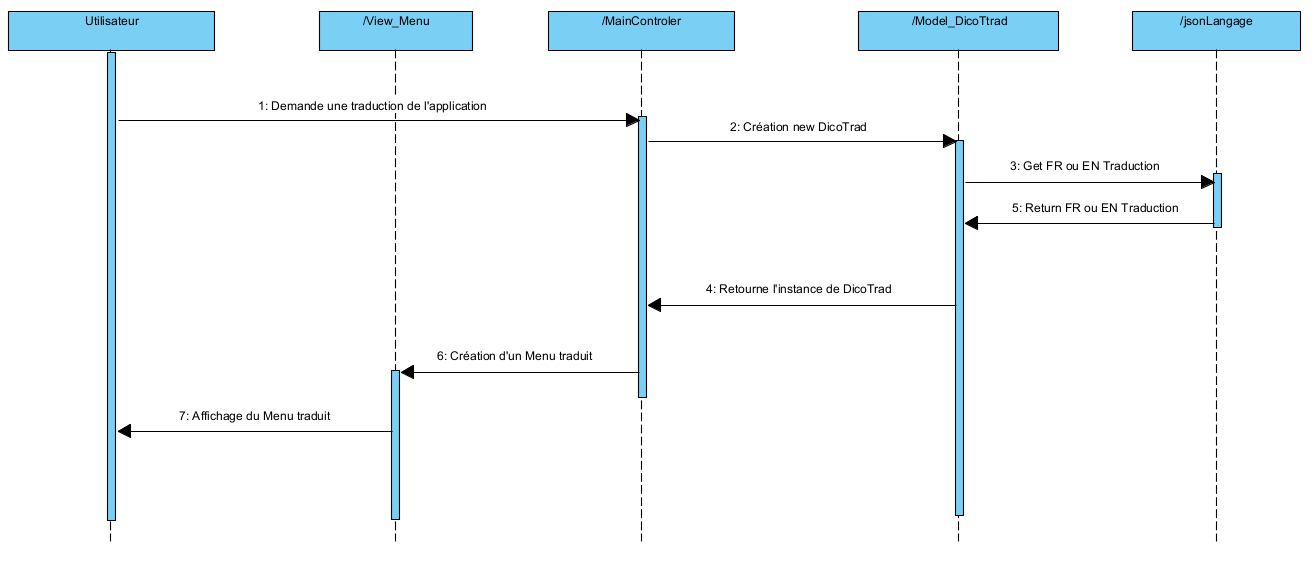 Utilisateur
/View_Menu
/MainControler
/Model_DicoTtrad
/jsonLangage
1: Demande une traduction de l'application
2: Création new DicoTrad
3: Get FR ou EN Traduction
5: Return FR ou EN Traduction
4: Retourne l'instance de DicoTrad
6: Création d'un Menu traduit
7: Affichage du Menu traduit